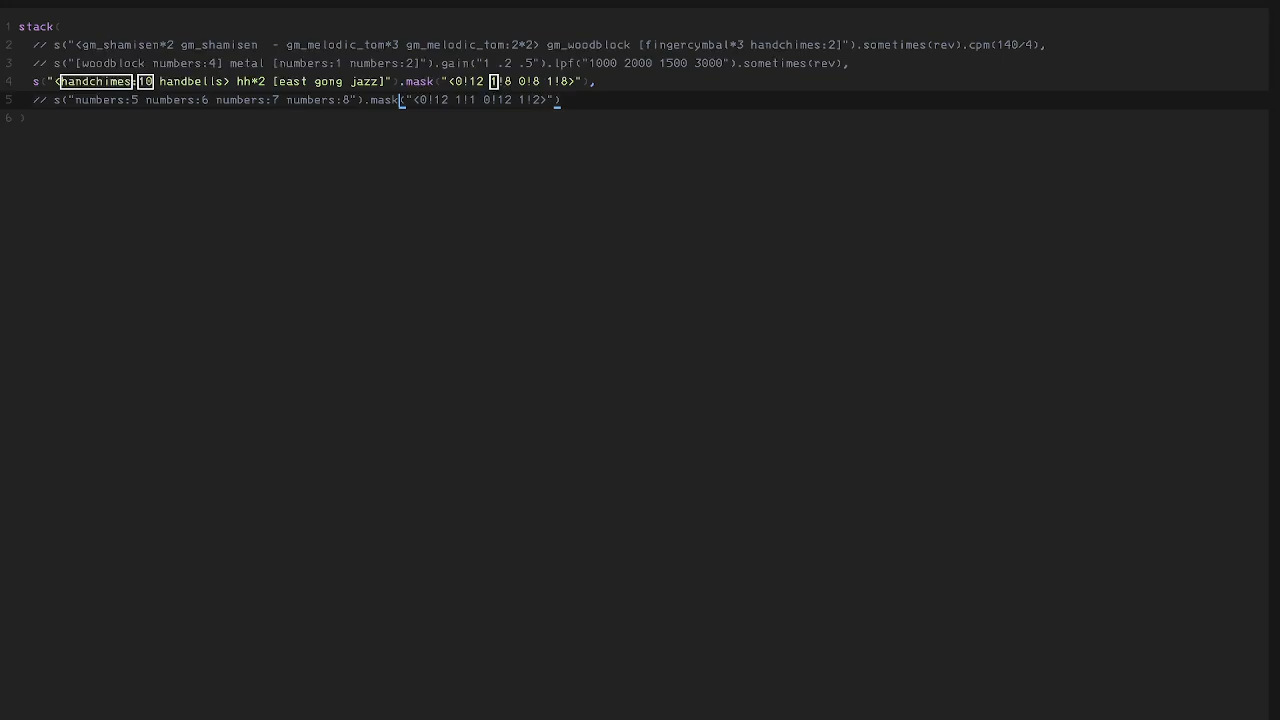 1 stack(
2 // s("<gm_shamisen*2 gm_shamisen  - gm_melodic_tom*3 gm_melodic_tom:2*2> gm_woodblock [fingercymbal*3 handchimes:2]").sometimes(rev).cpm(140/4),
3 // s("[woodblock numbers:4] metal [numbers:1 numbers:2]").gain("1 .2 .5").lpf("1000 2000 1500 3000").sometimes(rev),
4 s("<handchimes:10 handbells> hh*2 [east gong jazz]").mask("<0!12 1!8 0!8 1!8>"),
5 // s("numbers:5 numbers:6 numbers:7 numbers:8").mask("<0!12 1!1 0!12 1!2>")
6 )